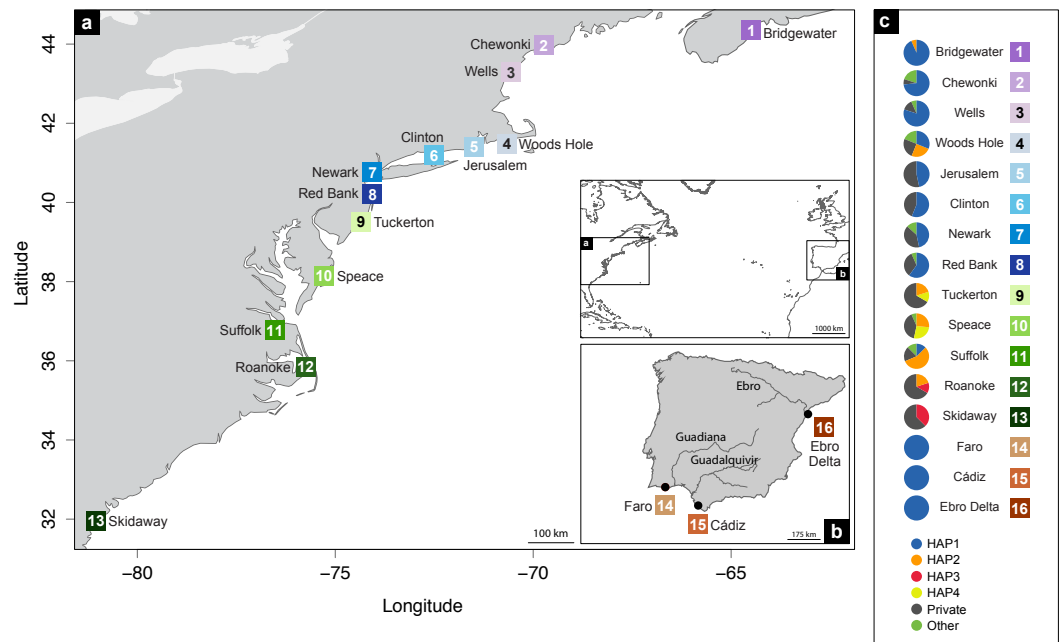 a
44
42
40
38
36
34
32
Latitude
−80
−75
−70
−65
Longitude
1 Bridgewater
Chewonki 2
Wells 3
4 Woods Hole
5
Jerusalem
Clinton
6
Newark 7
Red Bank 8
9 Tuckerton
10 Speace
Suffolk 11
Roanoke 12
13 Skidaway
100 km
a
b
1000 km
Ebro
Guadiana
Guadalquivir
16
Ebro
Delta
Faro 14
15 Cádiz
175 km
b
c
Bridgewater 1
Chewonki 2
Wells 3
Woods Hole 4
Jerusalem 5
Clinton 6
Newark 7
Red Bank 8
Tuckerton 9
Speace 10
Suffolk 11
Roanoke 12
Skidaway 13
Faro 14
Cádiz 15
Ebro Delta 16
HAP1
HAP2
HAP3
HAP4
Private
Other